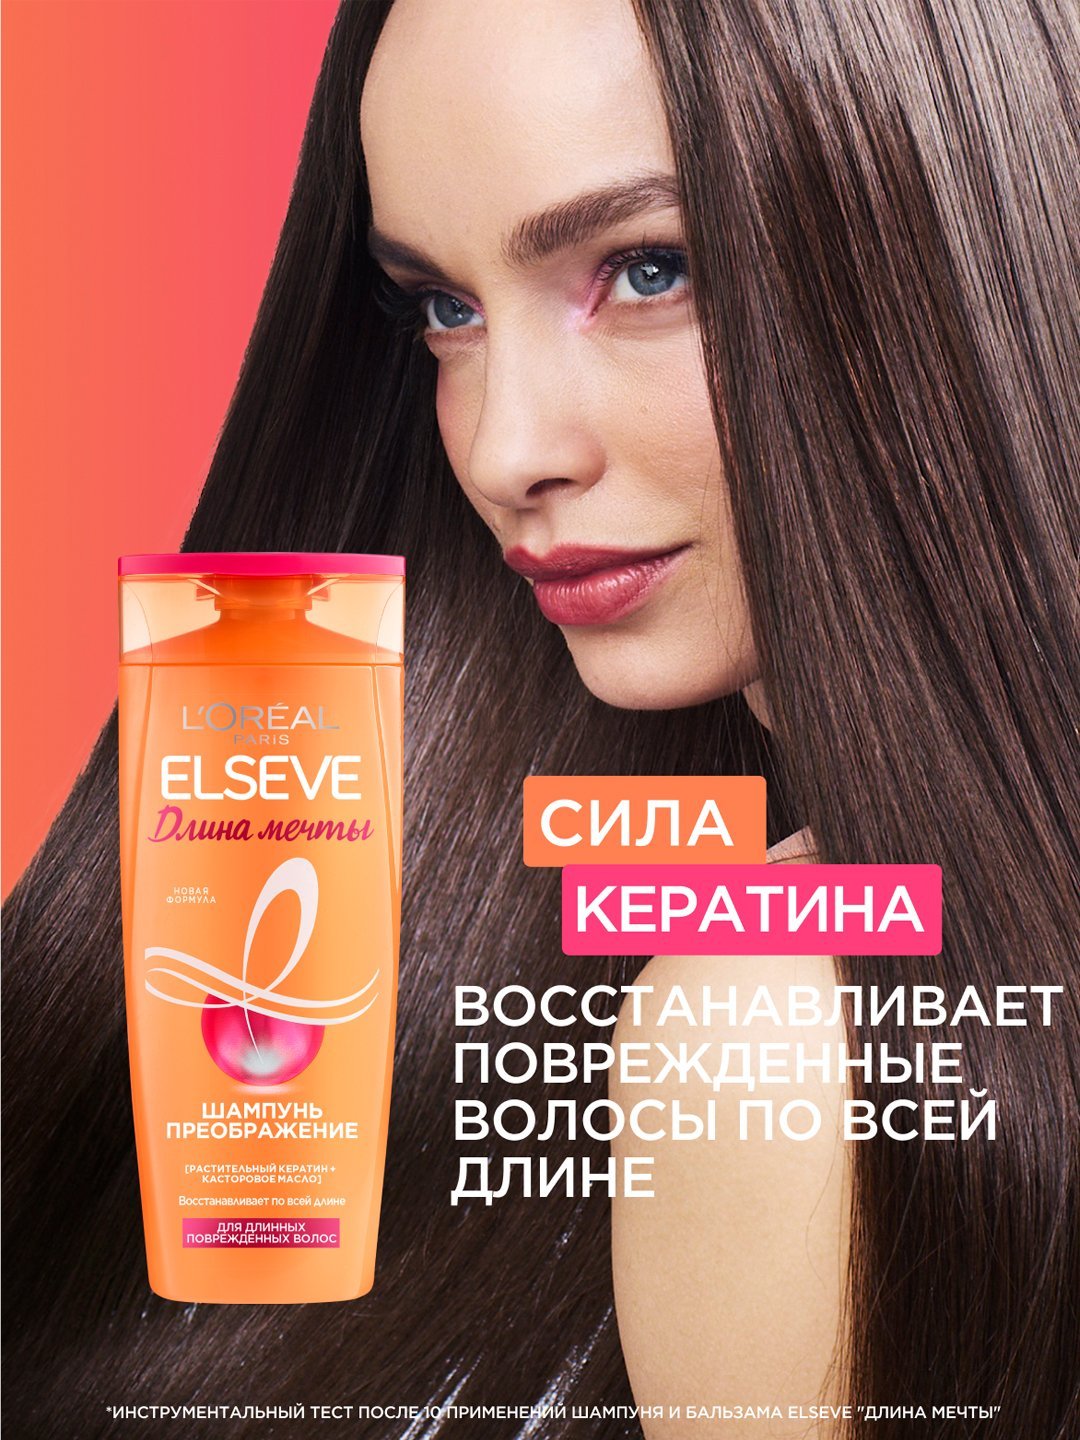 L'ORÉAL
PARIS
ELSEVE
Длина мечты
НОВАЯ
ФОРМУЛА
ШАМПУНЬ
ПРЕОБРАЖЕНИЕ
[РАСТИТЕЛЬНЫЙ КЕРАТИН +
КАСТОРОВОЕ МАСЛО]
Восстанавливает по всей длине
ДЛЯ ДЛИННЫХ
ПОВРЕЖДЕННЫХ ВОЛОС
СИЛА
КЕРАТИНА
ВОССТАНАВЛИВАЕТ
ПОВРЕЖДЕННЫЕ
ВОЛОСЫ ПО ВСЕЙ
ДЛИНЕ
*ИНСТРУМЕНТАЛЬНЫЙ ТЕСТ ПОСЛЕ 10 ПРИМЕНЕНИЙ ШАМПУНЯ И БАЛЬЗАМА ELSEVE "ДЛИНА МЕЧТЫ"